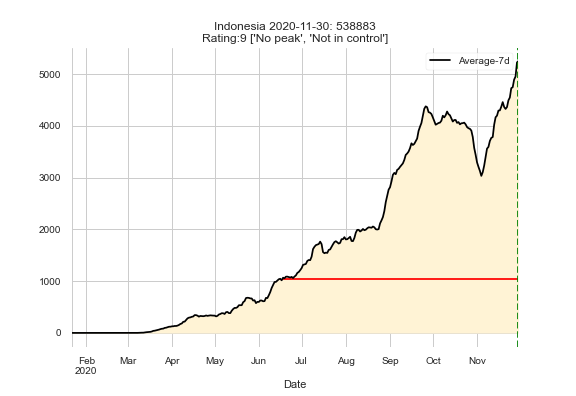 Indonesia 2020-11-30: 538883
Rating:9 ['No peak', 'Not in control']
Average-7d
5000
4000
3000
2000
1000
0
Feb Mar Apr May Jun Jul Aug Sep Oct Nov
2020
Date